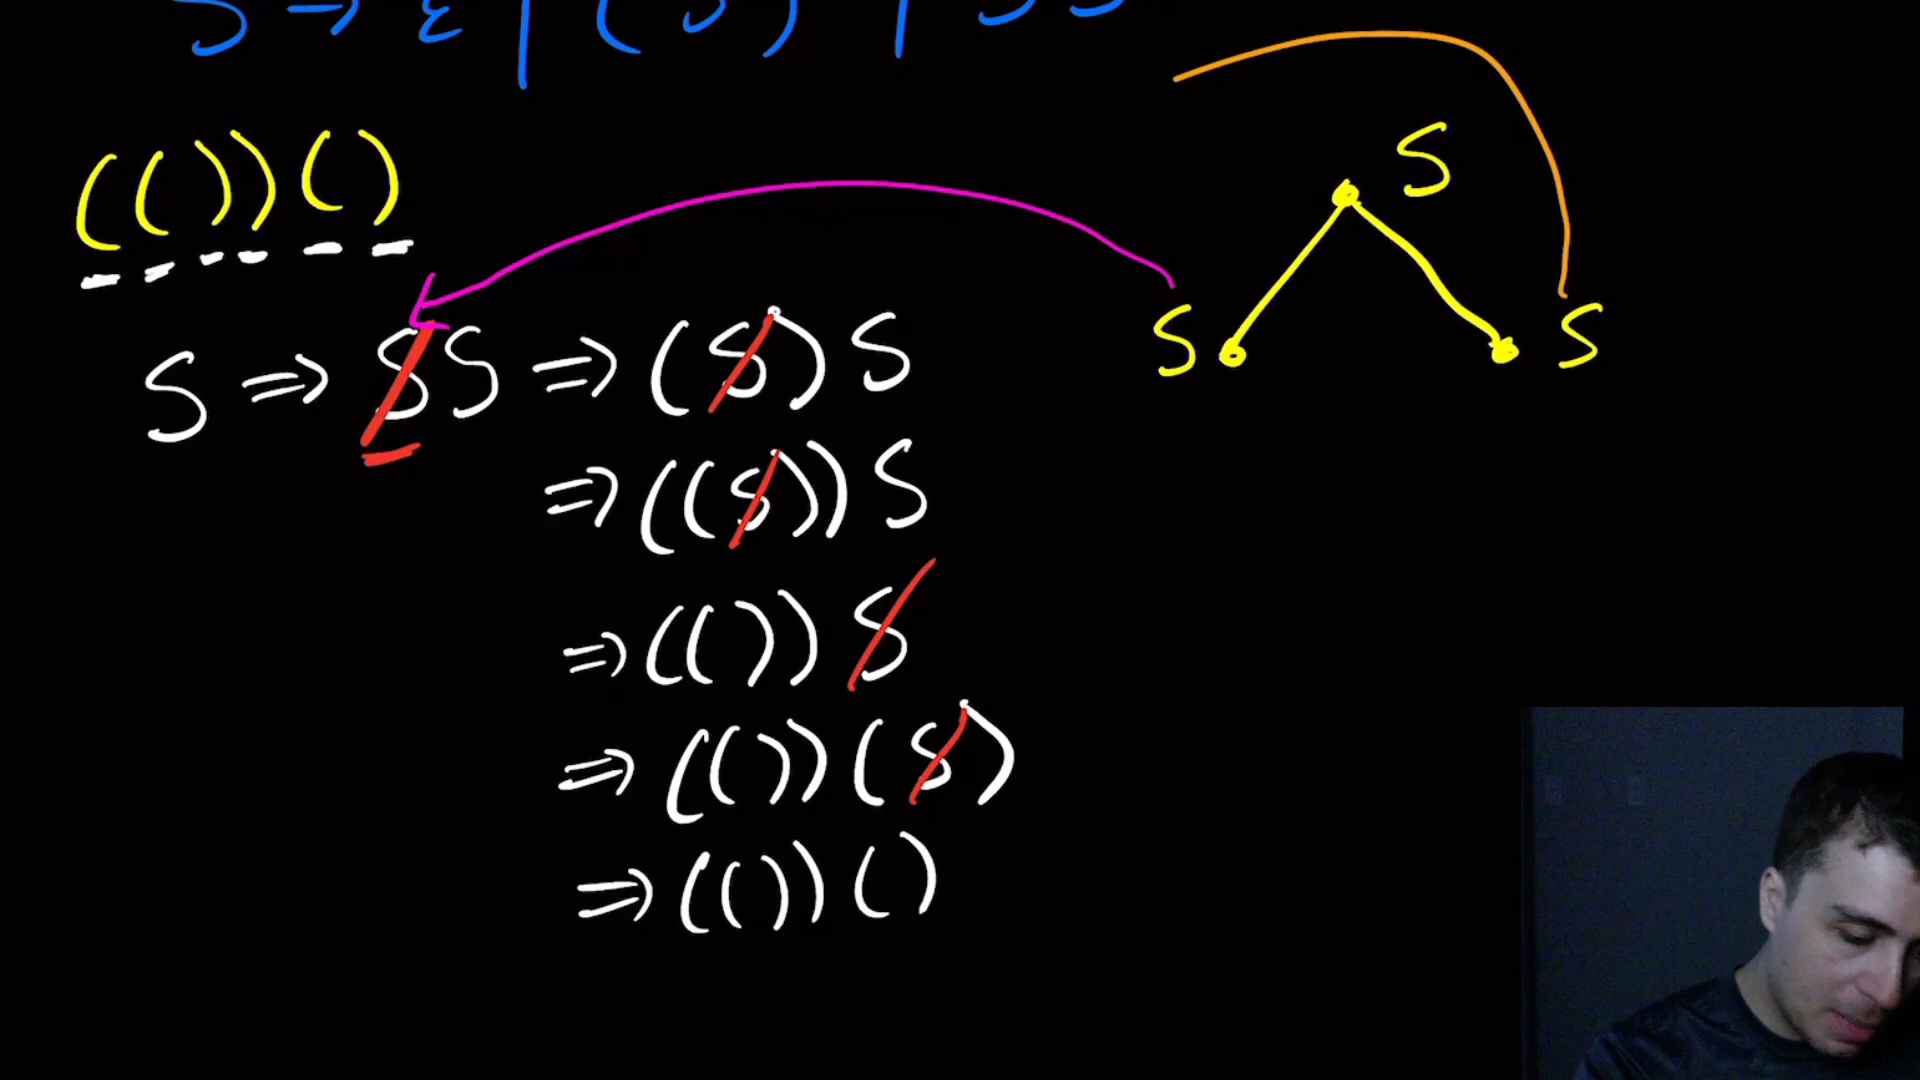 S → ε | (S) | SS
(())()
S ⇒ SS ⇒ (S)S
⇒ ((S))S
⇒ (())S
⇒ (())(S)
⇒ (())()
S
S S